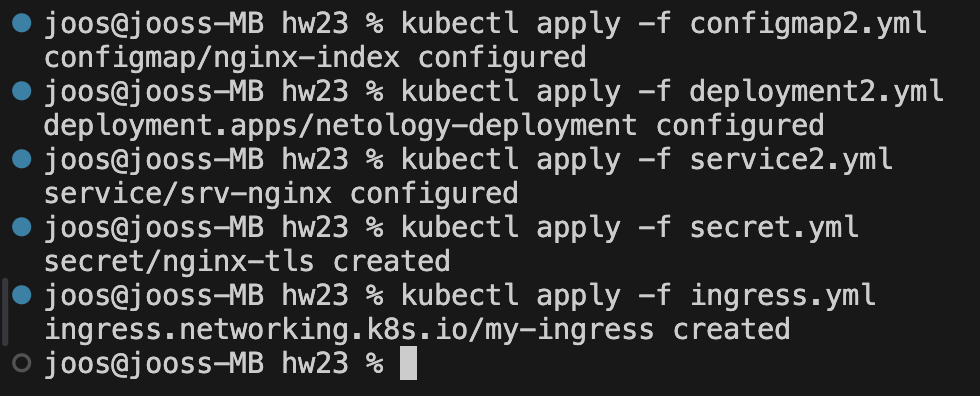 joos@jooss-MB hw23 % kubectl apply -f configmap2.yml
configmap/nginx-index configured
joos@jooss-MB hw23 % kubectl apply -f deployment2.yml
deployment.apps/netology-deployment configured
joos@jooss-MB hw23 % kubectl apply -f service2.yml
service/srv-nginx configured
joos@jooss-MB hw23 % kubectl apply -f secret.yml
secret/nginx-tls created
joos@jooss-MB hw23 % kubectl apply -f ingress.yml
ingress.networking.k8s.io/my-ingress created
joos@jooss-MB hw23 %